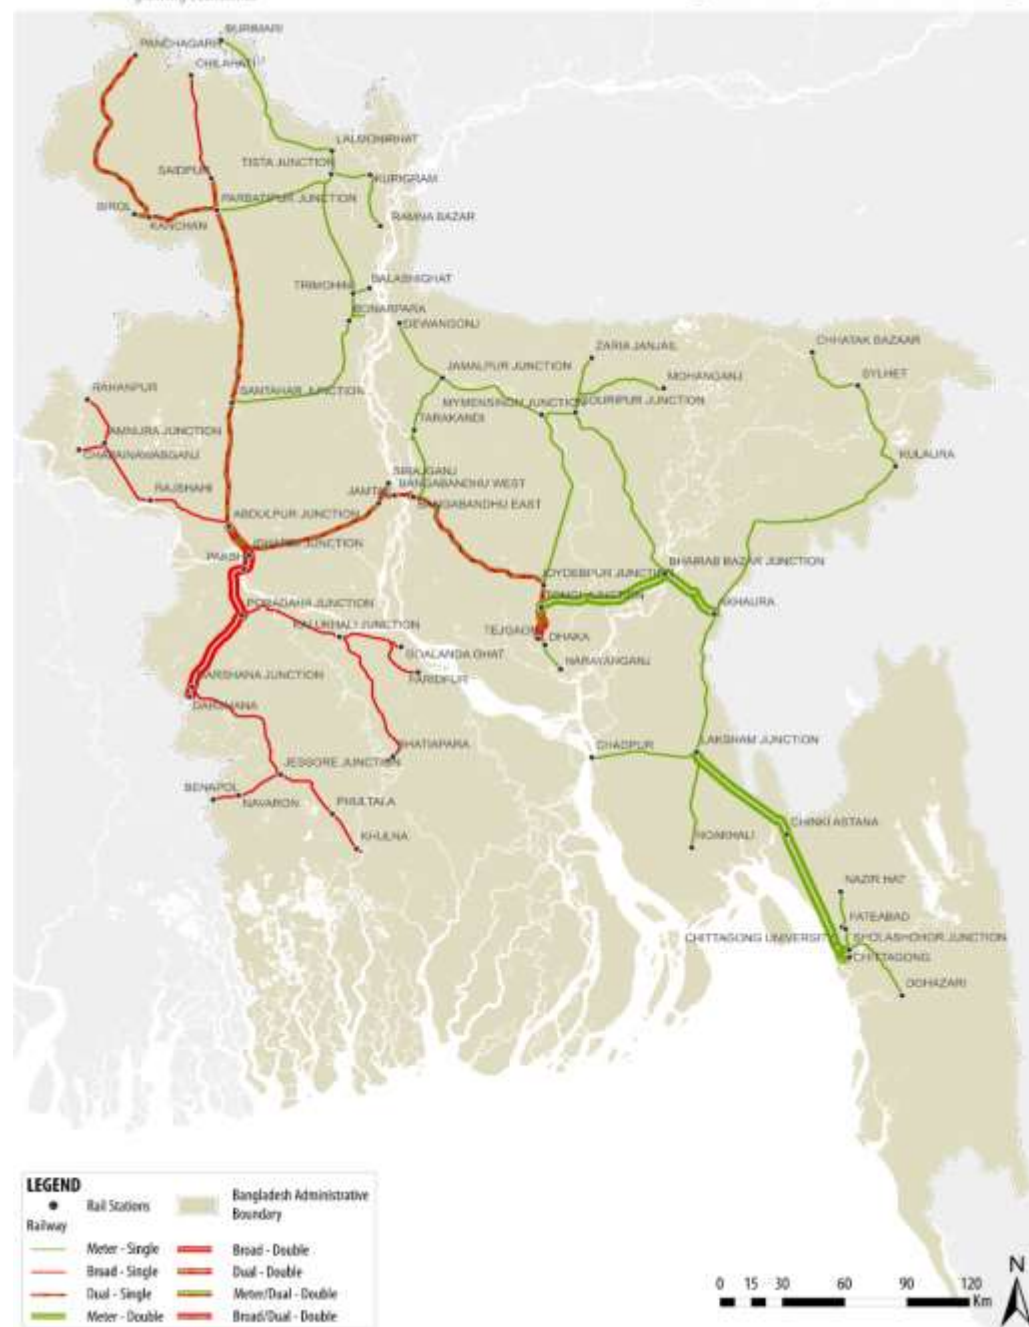 BURIMARI
PANCHAGARH
CHILAHATI
LALMONIRHAT
TISTA JUNCTION
SAIDPUR
KURIGRAM
PARBATIPUR JUNCTION
BIROL
RAMNA BAZAR
KANCHAN
BALASHIGHAT
TRIMOHINI
BONARPARA
DEWANGONJ
ZARIA JANJAIL
CHHATAK BAZAAR
JAMALPUR JUNCTION
MOHANGANJ
SYLHET
RAHANPUR
SANTAHAR JUNCTION
MYMENSINGH JUNCTION
GOURIPUR JUNCTION
TARAKANDI
AMNURA JUNCTION
CHAPAINAWABGANJ
KULAURA
SIRAJGANJ
BANGABANDHU WEST
RAJSHAHI
JAMTAIL
BANGABANDHU EAST
ABDULPUR JUNCTION
ISHARDI JUNCTION
PAKSHI
BHAIRAB BAZAR JUNCTION
JOYDEBPUR JUNCTION
TONGI JUNCTION
PORADAHA JUNCTION
AKHAURA
KALUKHALI JUNCTION
TEJGAON
DHAKA
GOALANDA GHAT
NARAYANGANJ
FARIDPUR
DARSHANA JUNCTION
DARSHANA
BHATIAPARA
CHADPUR
LAKSHAM JUNCTION
JESSORE JUNCTION
BENAPOL
NAVARON
PHULTALA
CHINKI ASTANA
KHULNA
NOAKHALI
NAZIR HAT
FATEABAD
CHITTAGONG UNIVERSITY
SHOLASHOHOR JUNCTION
CHITTAGONG
DOHAZARI
LEGEND
Rail Stations
Bangladesh Administrative
Boundary
Railway
Meter - Single
Broad - Double
Broad - Single
Dual - Double
Dual - Single
Meter/Dual - Double
Meter - Double
Broad/Dual - Double
N
0 15 30 60 90 120
Km